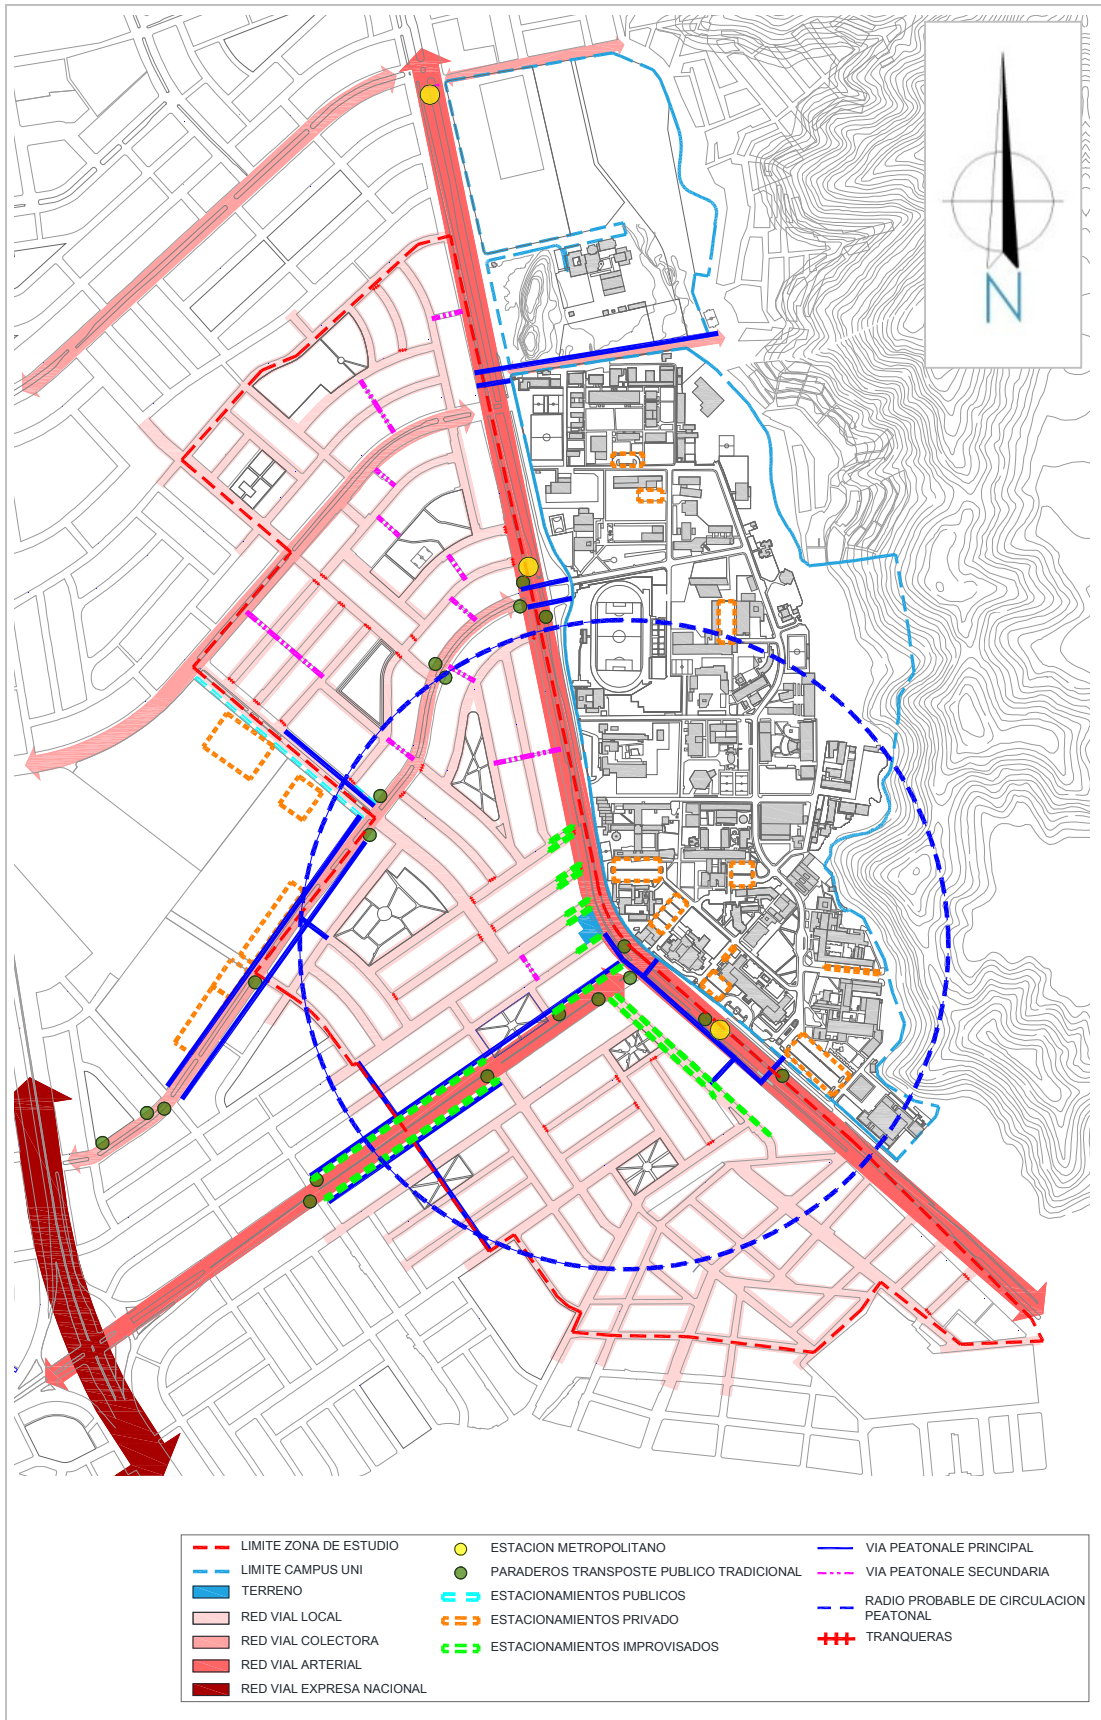 N
LIMITE ZONA DE ESTUDIO
LIMITE CAMPUS UNI
TERRENO
RED VIAL LOCAL
RED VIAL COLECTORA
RED VIAL ARTERIAL
RED VIAL EXPRESA NACIONAL
ESTACION METROPOLITANO
PARADEROS TRANSPOSTE PUBLICO TRADICIONAL
ESTACIONAMIENTOS PUBLICOS
ESTACIONAMIENTOS PRIVADO
ESTACIONAMIENTOS IMPROVISADOS
VIA PEATONALE PRINCIPAL
VIA PEATONALE SECUNDARIA
RADIO PROBABLE DE CIRCULACION
PEATONAL
TRANQUERAS